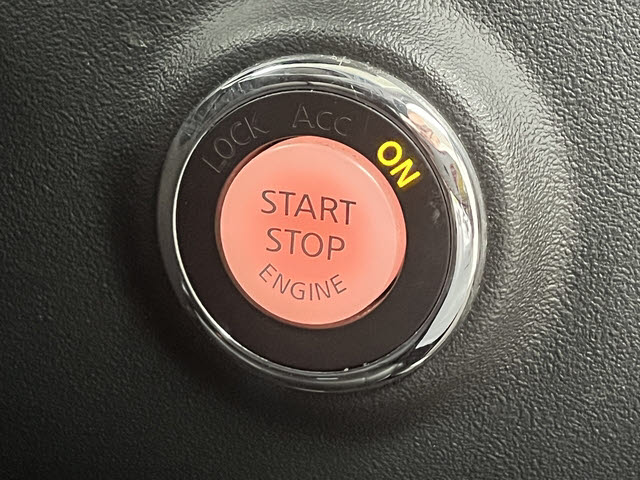 LOCK ACC ON
START
STOP
ENGINE